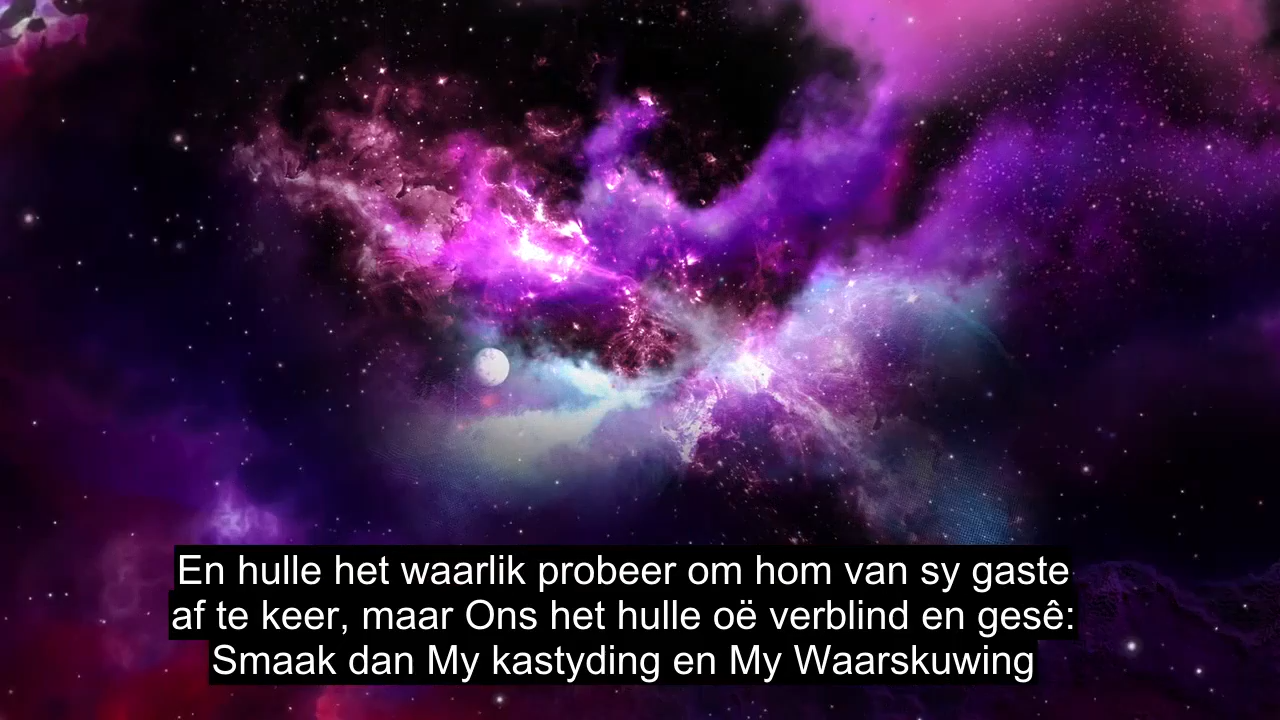 En hulle het waarlik probeer om hom van sy gaste
af te keer, maar Ons het hulle oë verblind en gesê:
Smaak dan My kastyding en My Waarskuwing